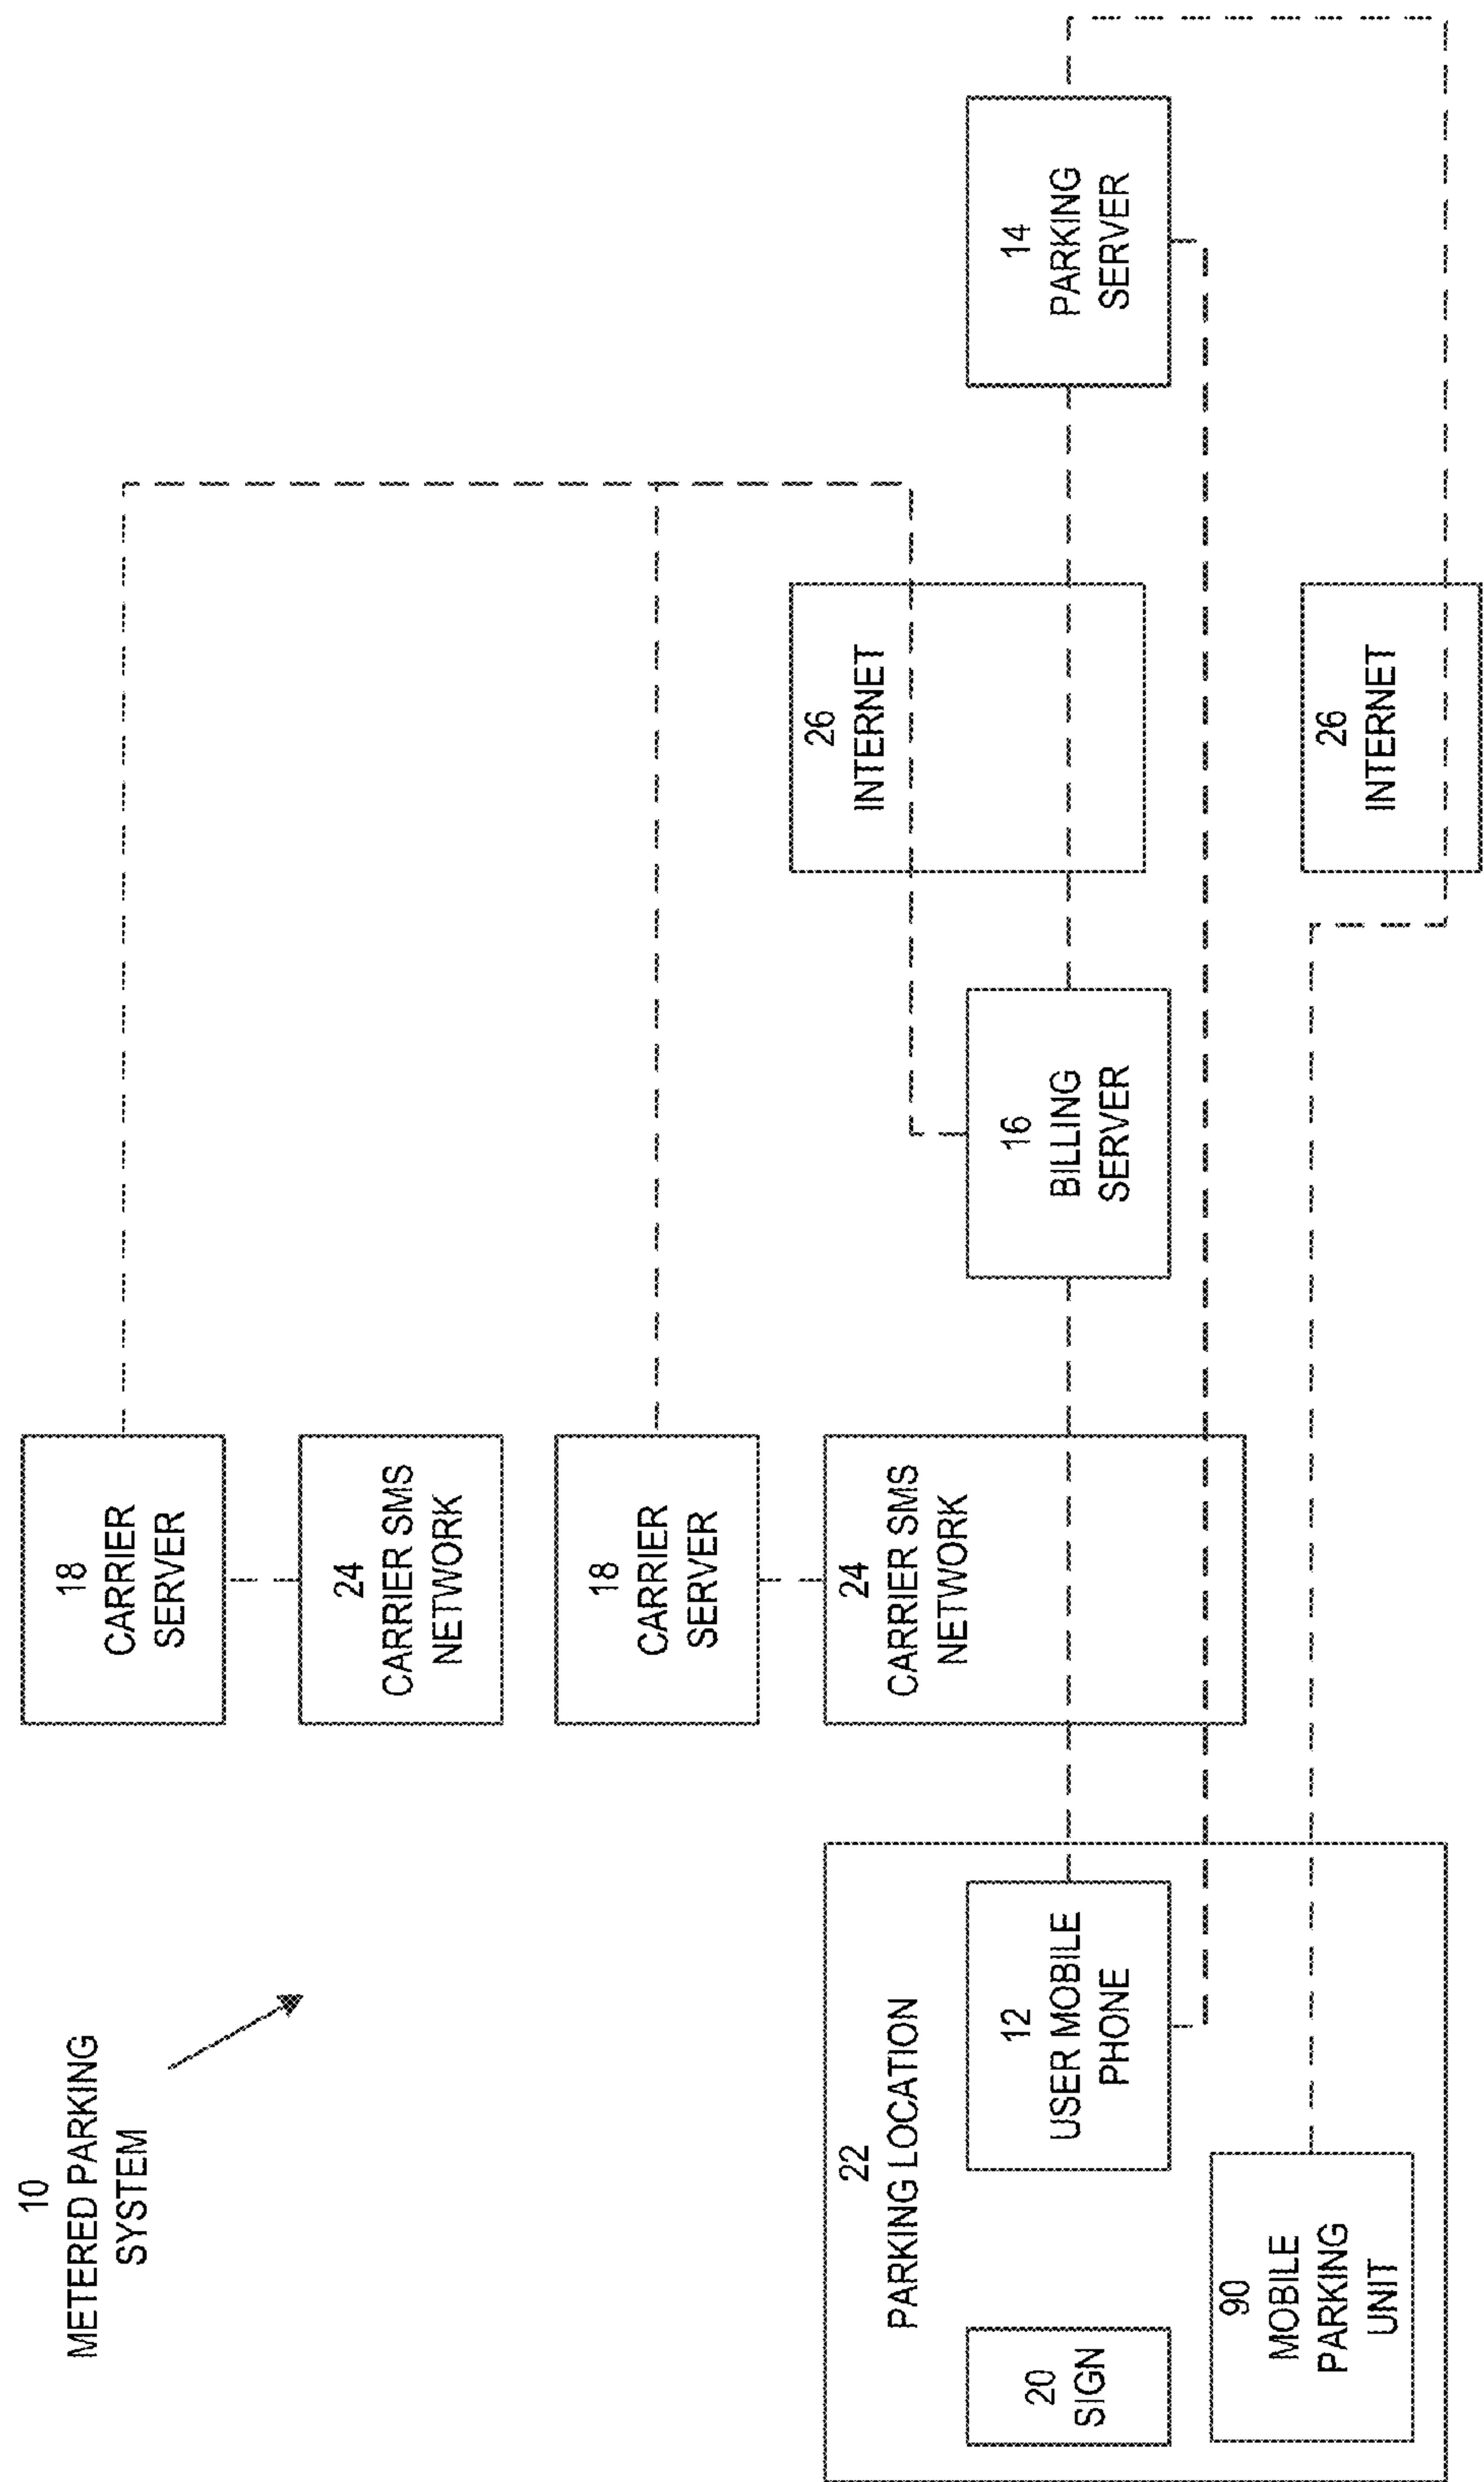 10
METERED PARKING
SYSTEM
18
CARRIER
SERVER
24
CARRIER SMS
NETWORK
18
CARRIER
SERVER
24
CARRIER SMS
NETWORK
22
PARKING LOCATION
20
SIGN
12
USER MOBILE
PHONE
16
BILLING
SERVER
26
INTERNET
14
PARKING
SERVER
90
MOBILE
PARKING
UNIT
26
INTERNET